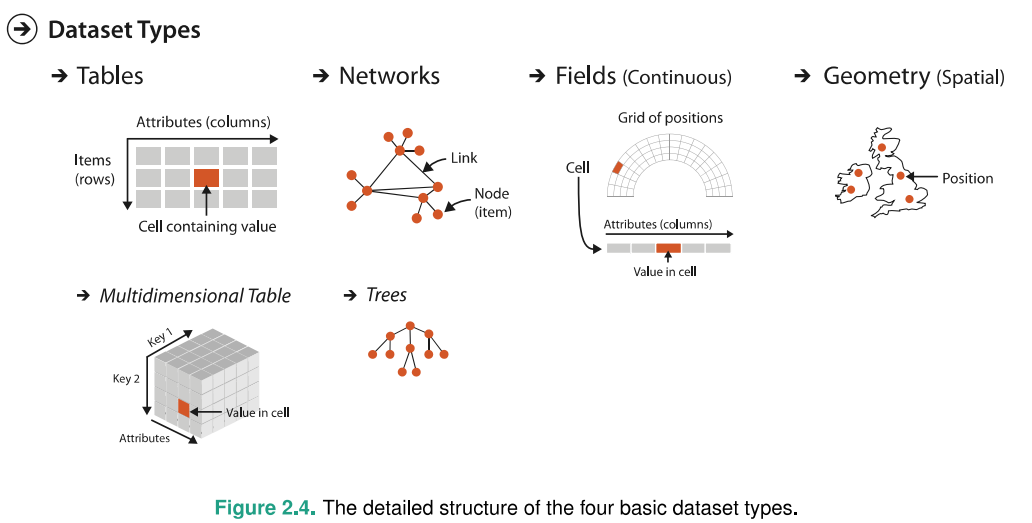 Dataset Types
Tables
Networks
Fields (Continuous)
Geometry (Spatial)
Attributes (columns)
Items
(rows)
Cell containing value
Link
Node
(item)
Grid of positions
Cell
Attributes (columns)
Value in cell
Position
Multidimensional Table
Key 1
Key 2
Value in cell
Attributes
Trees
Figure 2.4. The detailed structure of the four basic dataset types.